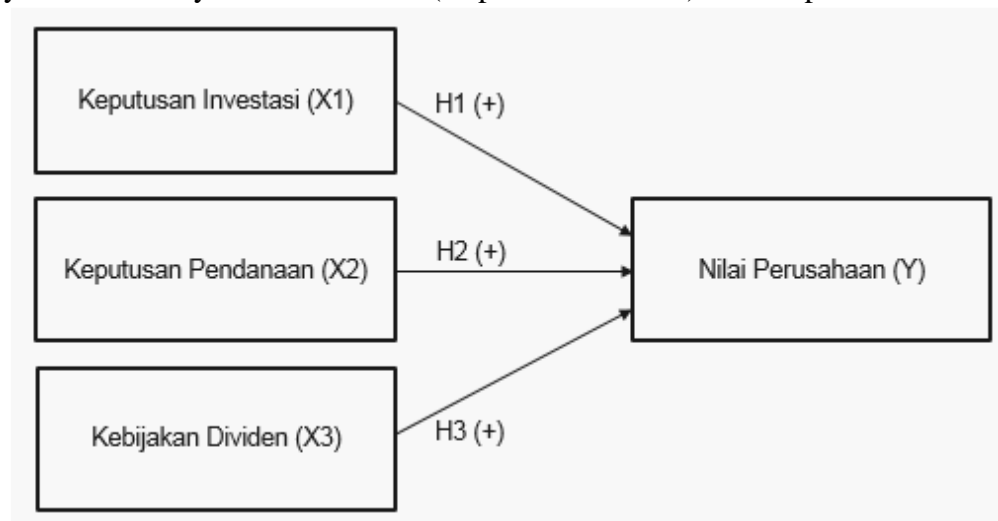 Keputusan Investasi (X1)
H1 (+)
Keputusan Pendanaan (X2)
H2 (+)
Nilai Perusahaan (Y)
Kebijakan Dividen (X3)
H3 (+)